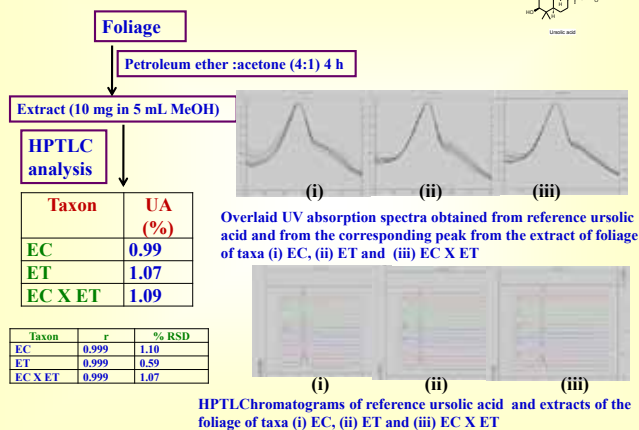 HO
H
H
Ursolic acid
Foliage
Petroleum ether :acetone (4:1) 4 h
Extract (10 mg in 5 mL MeOH)
HPTLC
analysis
Taxon UA
(%)
EC 0.99
ET 1.07
EC X ET 1.09
Taxon r % RSD
EC 0.999 1.10
ET 0.999 0.59
EC X ET 0.999 1.07
(i) (ii) (iii)
Overlaid UV absorption spectra obtained from reference ursolic
acid and from the corresponding peak from the extract of foliage
of taxa (i) EC, (ii) ET and (iii) EC X ET
(i) (ii) (iii)
HPTLChromatograms of reference ursolic acid and extracts of the
foliage of taxa (i) EC, (ii) ET and (iii) EC X ET